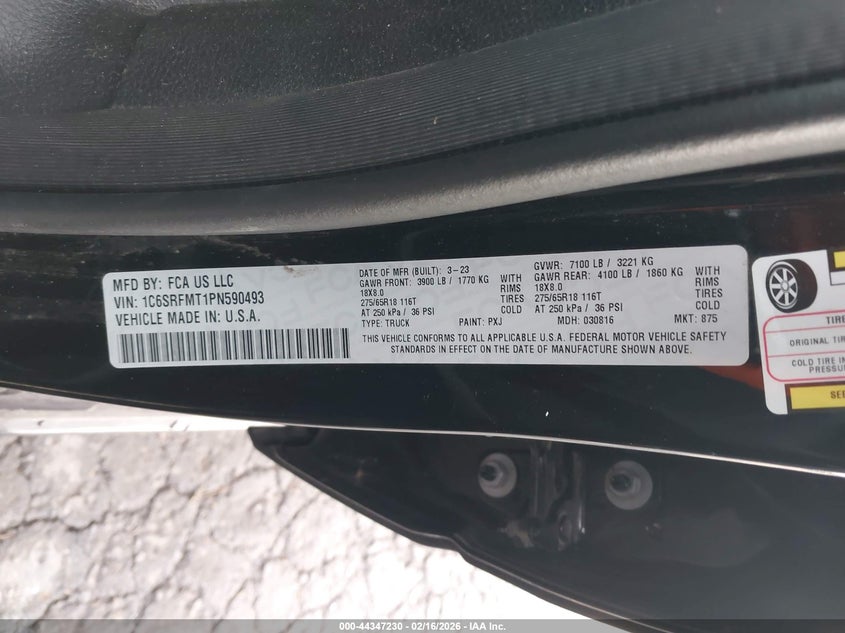 MFD BY: FCA US LLC
VIN: 1C6SRFMT1PN590493
VEHICLE MADE IN: U.S.A.
DATE OF MFR (BUILT): 3-23
GAWR FRONT: 3900 LB / 1770 KG WITH
18X8.0 RIMS
275/65R18 116T TIRES
AT 250 kPa / 36 PSI COLD
TYPE: TRUCK PAINT: PXJ
GVWR: 7100 LB / 3221 KG
GAWR REAR: 4100 LB / 1860 KG WITH
18X8.0 RIMS
275/65R18 116T TIRES
AT 250 kPa / 36 PSI COLD
MDH: 030816 MKT: 875
THIS VEHICLE CONFORMS TO ALL APPLICABLE U.S.A. FEDERAL MOTOR VEHICLE SAFETY
STANDARDS IN EFFECT ON THE DATE OF MANUFACTURE SHOWN ABOVE.
TIRE
ORIGINAL TIR
COLD TIRE IN
PRESSU
SEE
000-44347230 - 02/16/2026 - IAA Inc.